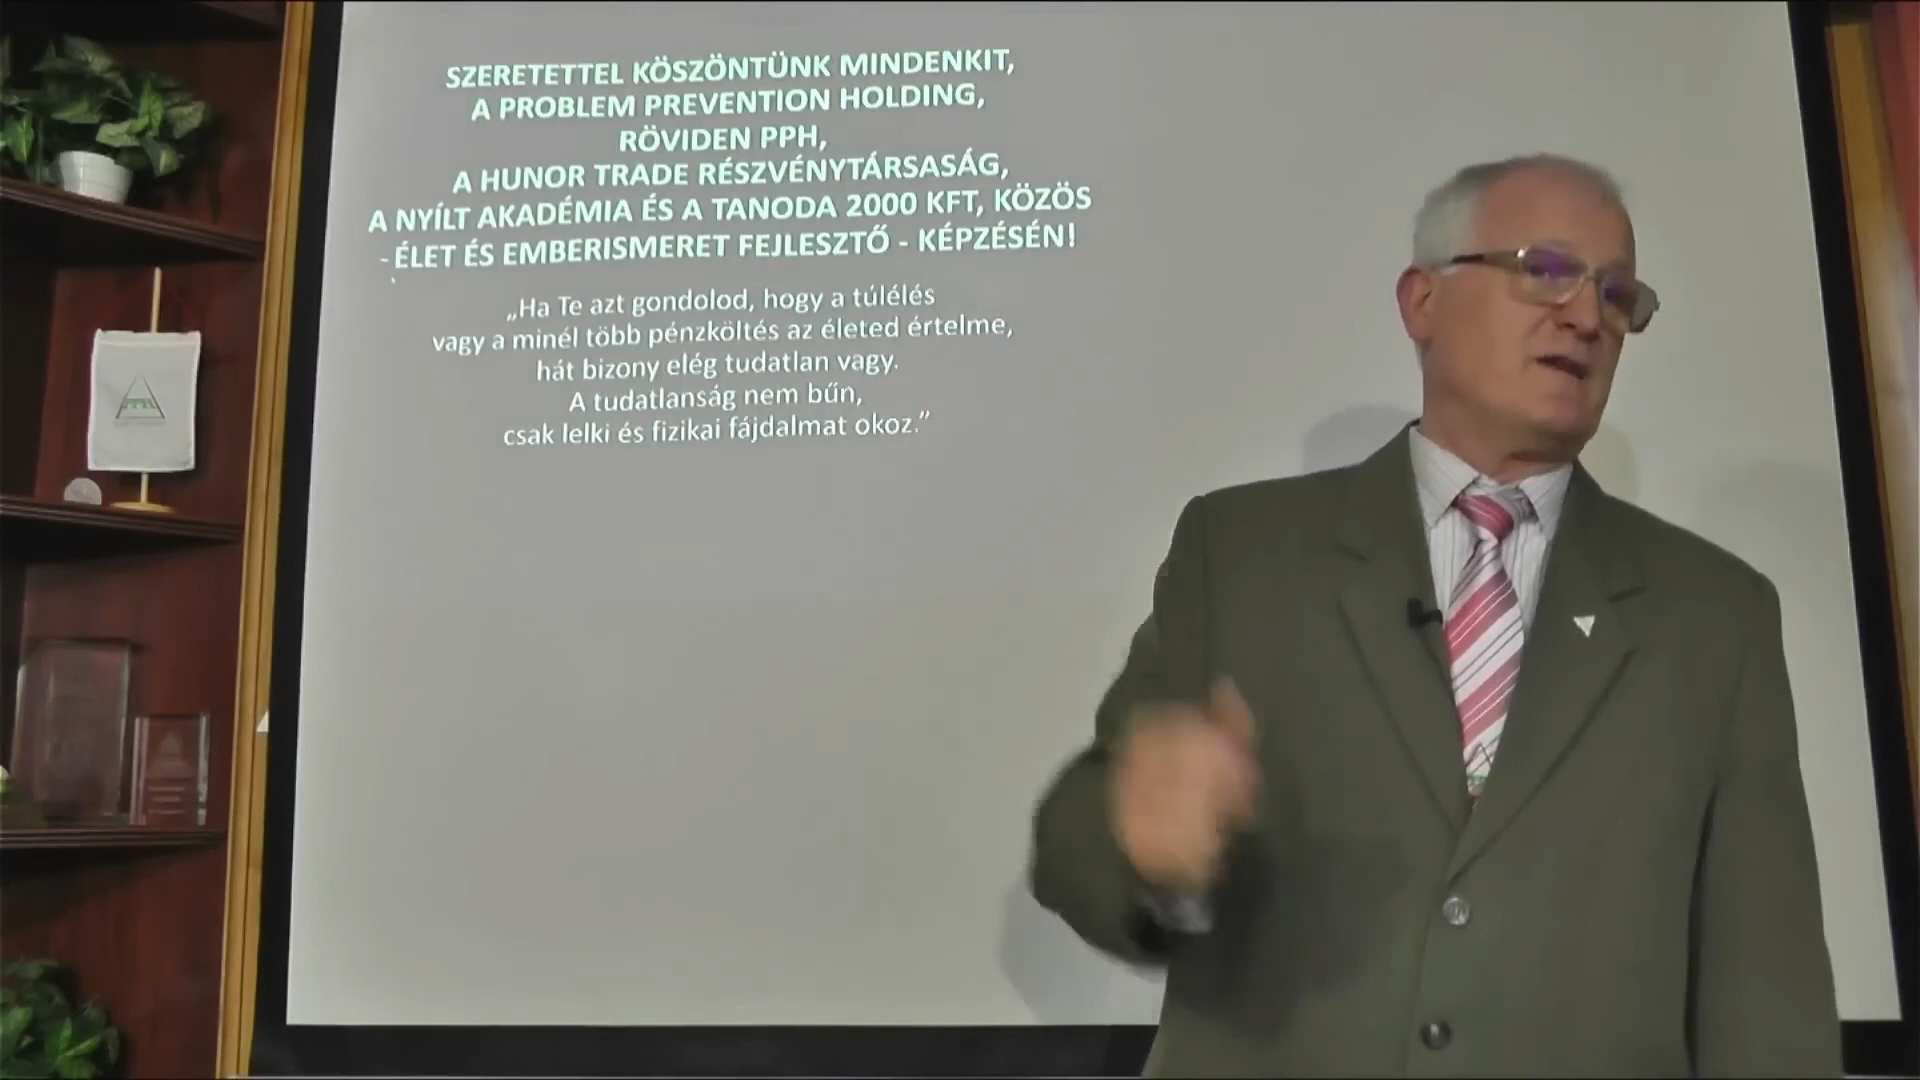 SZERETETTEL KÖSZÖNTÜNK MINDENKIT,
A PROBLEM PREVENTION HOLDING,
RÖVIDEN PPH,
A HUNOR TRADE RÉSZVÉNYTÁRSASÁG,
A NYÍLT AKADÉMIA ÉS A TANODA 2000 KFT, KÖZÖS
- ÉLET ÉS EMBERISMERET FEJLESZTŐ - KÉPZÉSÉN!
„Ha Te azt gondolod, hogy a túlélés
vagy a minél több pénzköltés az életed értelme,
hát bizony elég tudatlan vagy.
A tudatlanság nem bűn,
csak lelki és fizikai fájdalmat okoz.”